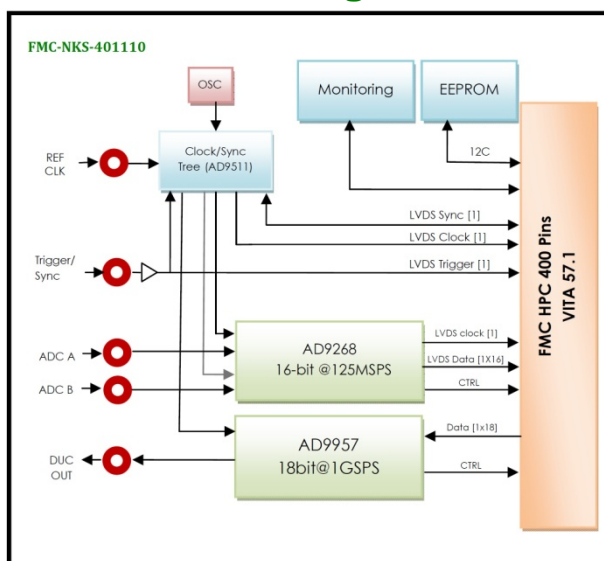 FMC-NKS-401110
OSC
Monitoring
EEPROM
REF
CLK
Clock/Sync
Tree (AD9511)
12C
LVDS Sync [1]
LVDS Clock [1]
Trigger/
Sync
LVDS Trigger [1]
FMC HPC 400 Pins
VITA 57.1
ADC A
ADC B
AD9268
16-bit @125MSPS
LVDS clock [1]
LVDS Data [1X16]
CTRL
DUC
OUT
AD9957
18bit@1GSPS
Data [1x18]
CTRL